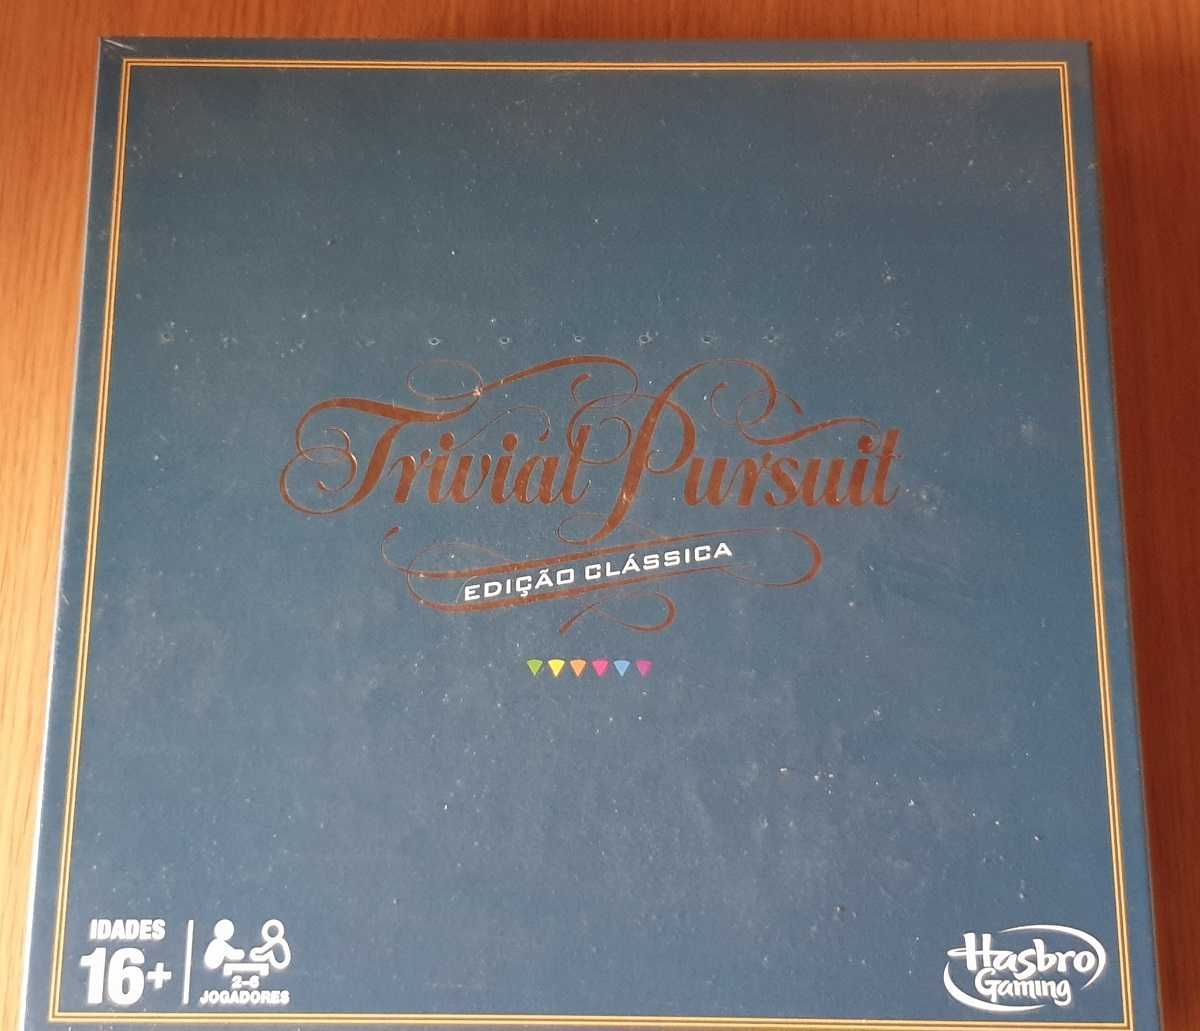 Trivial Pursuit
EDIÇÃO CLÁSSICA
IDADES
16+
2-6
JOGADORES
Hasbro
Gaming